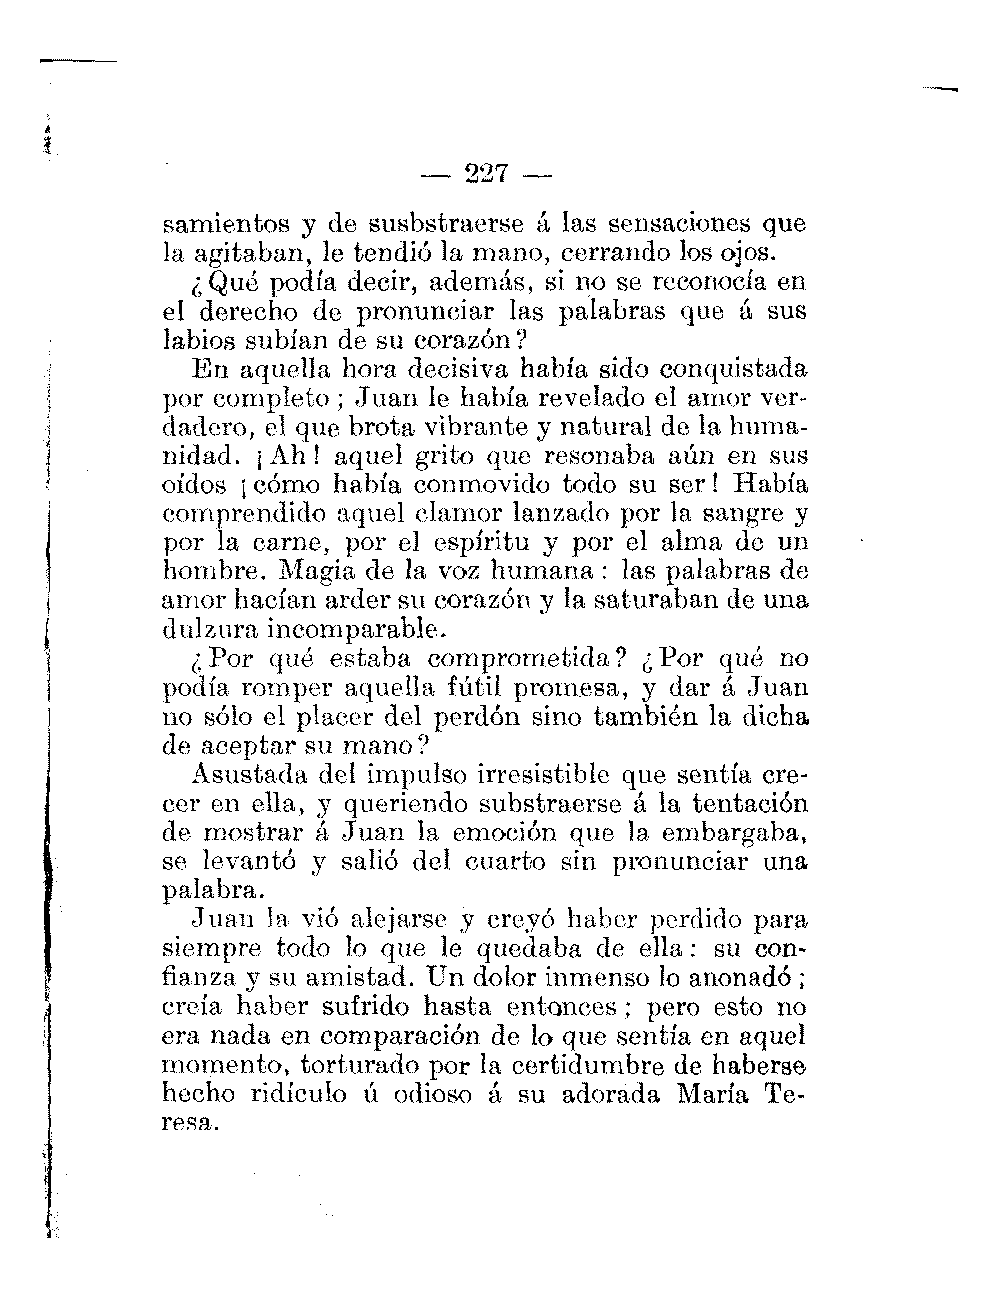 — 227 —
samientos y de susbstraerse á las sensaciones que
la agitaban, le tendió la mano, cerrando los ojos.
¿Qué podía decir, además, si no se reconocía en
el derecho de pronunciar las palabras que á sus
labios subían de su corazón?
En aquella hora decisiva había sido conquistada
por completo; Juan le había revelado el amor ver-
dadero, el que brota vibrante y natural de la huma-
nidad. ¡Ah! aquel grito que resonaba aún en sus
oídos ¡cómo había conmovido todo su ser! Había
comprendido aquel clamor lanzado por la sangre y
por la carne, por el espíritu y por el alma de un
hombre. Magia de la voz humana: las palabras de
amor hacían arder su corazón y la saturaban de una
dulzura incomparable.
¿Por qué estaba comprometida? ¿Por qué no
podía romper aquella fútil promesa, y dar á Juan
no sólo el placer del perdón sino también la dicha
de aceptar su mano?
Asustada del impulso irresistible que sentía cre-
cer en ella, y queriendo substraerse á la tentación
de mostrar á Juan la emoción que la embargaba,
se levantó y salió del cuarto sin pronunciar una
palabra.
Juan la vió alejarse y creyó haber perdido para
siempre todo lo que le quedaba de ella: su con-
fianza y su amistad. Un dolor inmenso lo anonadó;
creía haber sufrido hasta entonces; pero esto no
era nada en comparación de lo que sentía en aquel
momento, torturado por la certidumbre de haberse
hecho ridículo ú odioso á su adorada María Te-
resa.